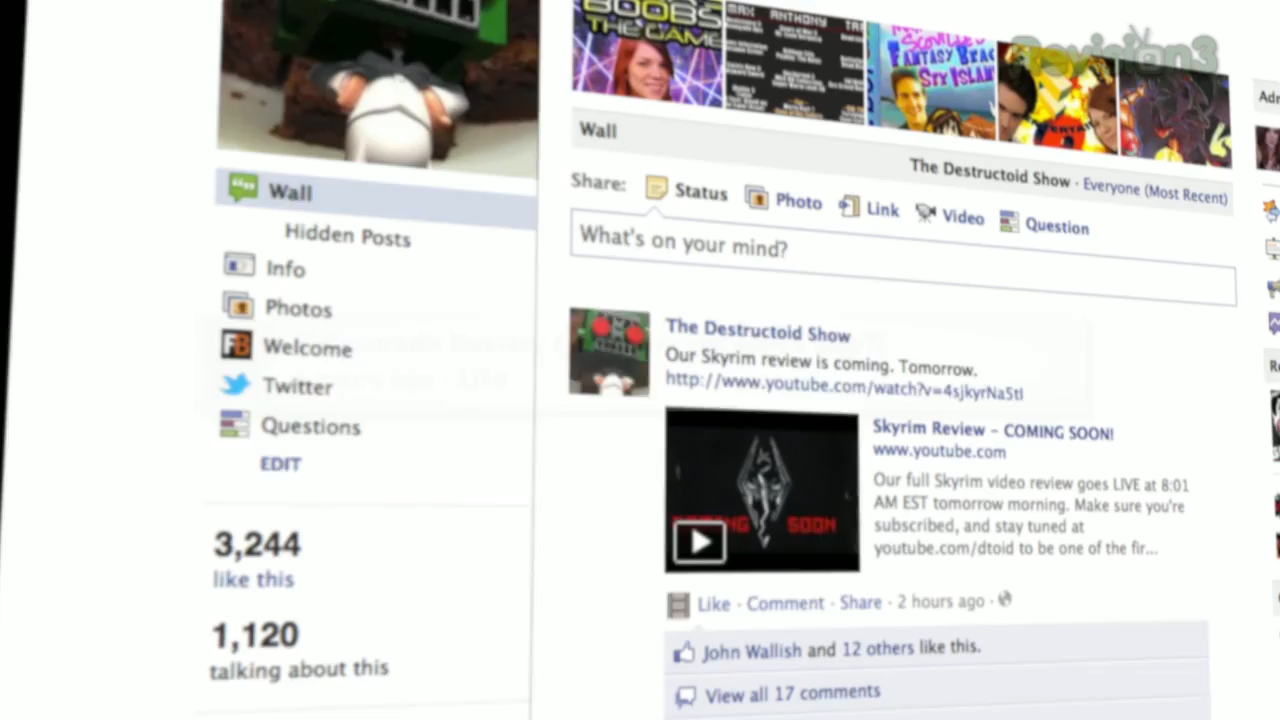 BOOBS
THE GAME
MAX
ANTHONY
Revision3
FANTASY
Wall
Wall
The Destructoid Show · Everyone (Most Recent)
Share: Status Photo Link Video Question
What's on your mind?
Hidden Posts
Info
Photos
Welcome
Twitter
Questions
EDIT
3,244
like this
1,120
talking about this
The Destructoid Show
Our Skyrim review is coming. Tomorrow.
http://www.youtube.com/watch?v=4sjkyrNa5tI
SOON
Skyrim Review – COMING SOON!
www.youtube.com
Our full Skyrim video review goes LIVE at 8:01
AM EST tomorrow morning. Make sure you're
subscribed, and stay tuned at
youtube.com/dtoid to be one of the fir...
Like · Comment · Share · 2 hours ago ·
John Wallish and 12 others like this.
View all 17 comments